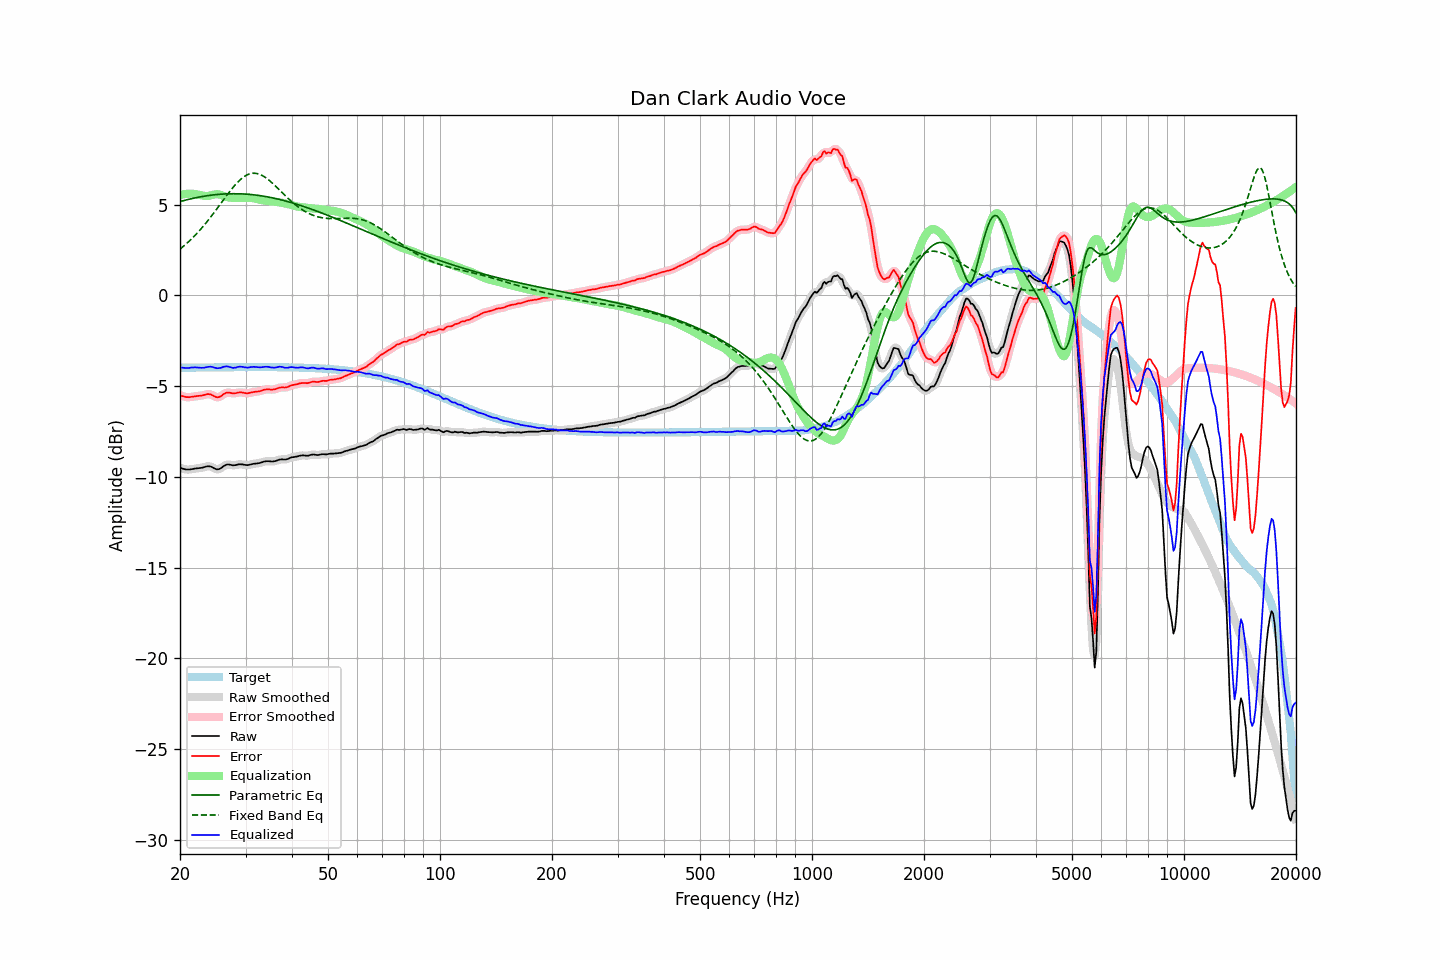 Dan Clark Audio Voce
Amplitude (dBr)
5
0
−5
−10
−15
−20
−25
−30
Target
Raw Smoothed
Error Smoothed
Raw
Error
Equalization
Parametric Eq
Fixed Band Eq
Equalized
20 50 100 200 500 1000 2000 5000 10000 20000
Frequency (Hz)